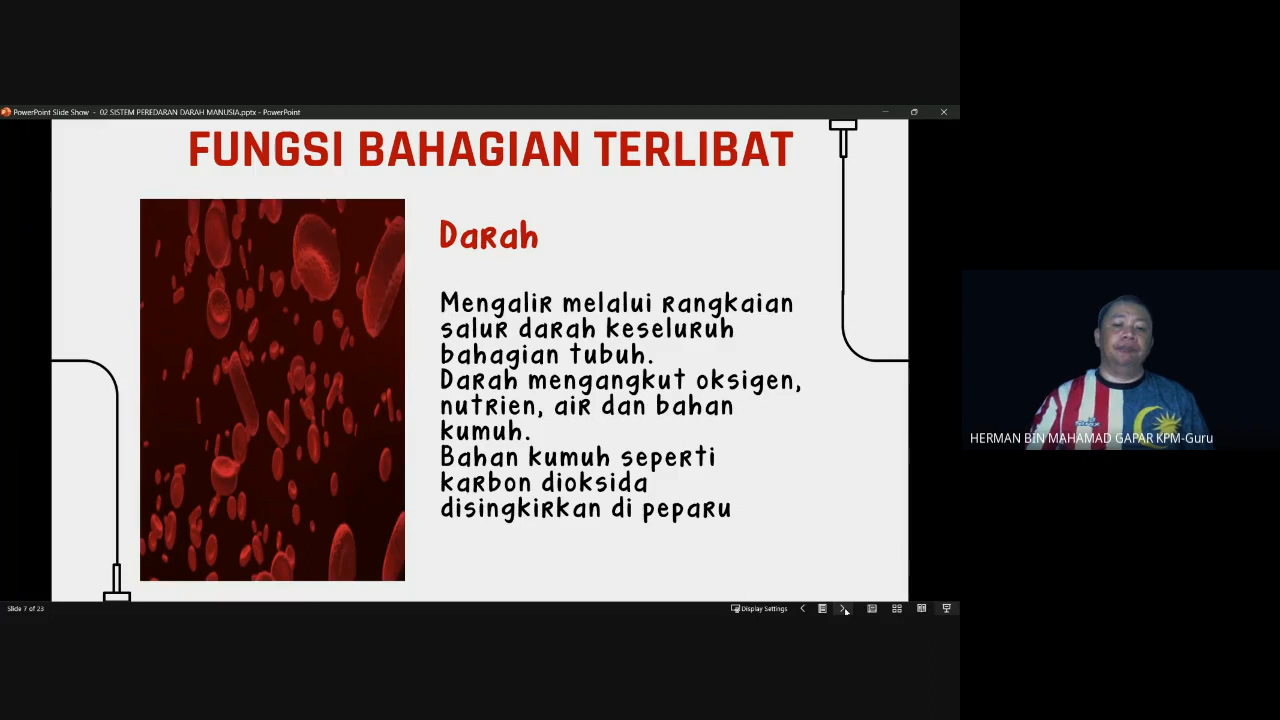 PowerPoint Slide Show - 02 SISTEM PEREDARAN DARAH MANUSIA.pptx - PowerPoint
FUNGSI BAHAGIAN TERLIBAT
Darah
Mengalir melalui rangkaian
salur darah keseluruh
bahagian tubuh.
Darah mengangkut oksigen,
nutrien, air dan bahan
kumuh.
Bahan kumuh seperti
karbon dioksida
disingkirkan di peparu
HERMAN BIN MAHAMAD GAPAR KPM-Guru
Slide 7 of 23
Display Settings